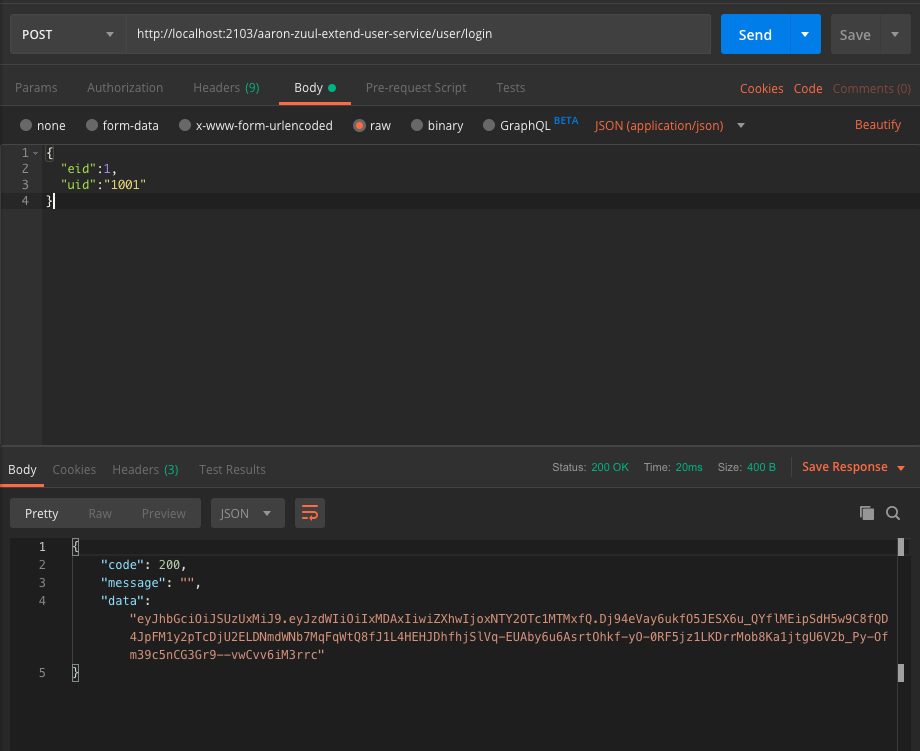 POST http://localhost:2103/aaron-zuul-extend-user-service/user/login Send Save
Params Authorization Headers (9) Body Pre-request Script Tests Cookies Code Comments (0)
none form-data x-www-form-urlencoded raw binary GraphQL BETA JSON (application/json) Beautify
1 {
2 "eid":1,
3 "uid":"1001"
4 }
Body Cookies Headers (3) Test Results Status: 200 OK Time: 20ms Size: 400 B Save Response
Pretty Raw Preview JSON
1 {
2 "code": 200,
3 "message": "",
4 "data":
"eyJhbGciOiJSUzUxMiJ9.eyJzdWIiOiIxMDAxIiwiZXhwIjoxNTY2OTc1MTMxfQ.Dj94eVay6ukfO5JESX6u_QYflMEipSdH5w9C8fQD
4JpFM1y2pTcDjU2ELDNmdWNb7MqFqWtQ8fJ1L4HEHJDhfhjSlVq-EUAby6u6AsrtOhkf-yO-0RF5jz1LKDrrMob8Ka1jtgU6V2b_Py-Of
m39c5nCG3Gr9--vwCvv6iM3rrc"
5 }